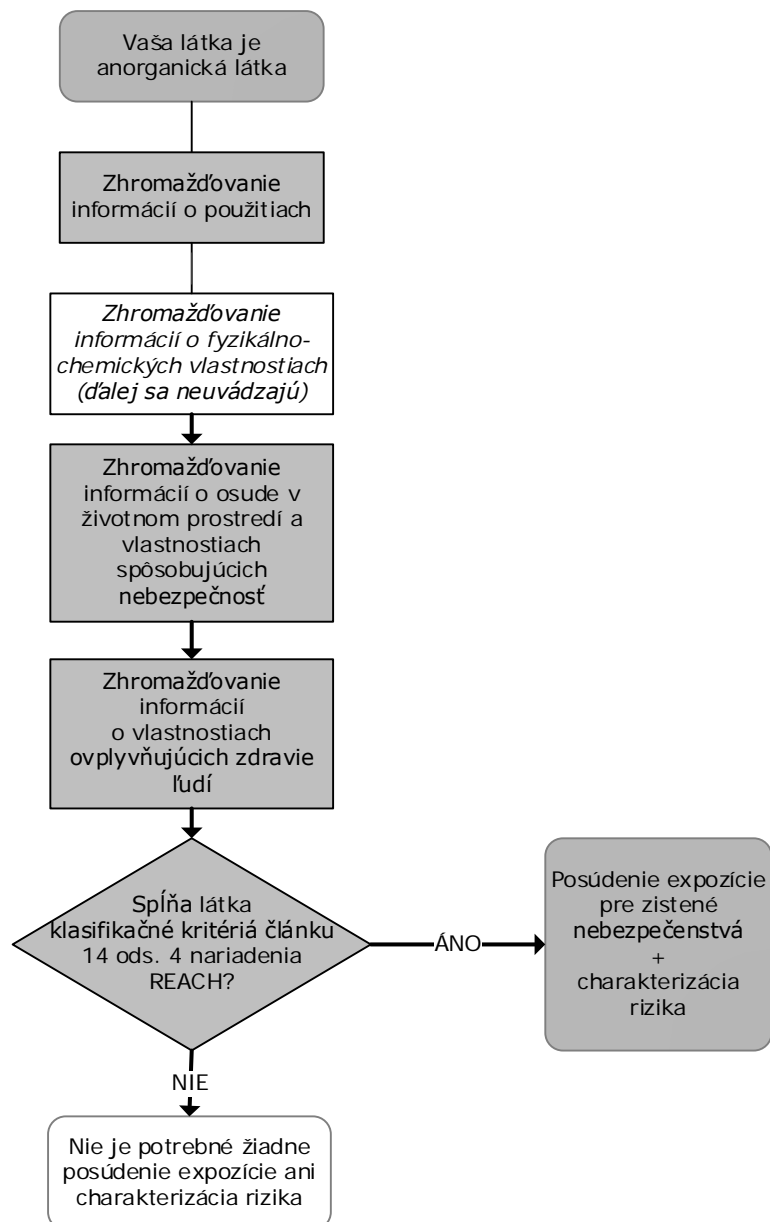 Vaša látka je
anorganická látka
Zhromažďovanie
informácií o použitiach
Zhromažďovanie
informácií o fyzikálno-
chemických vlastnostiach
(ďalej sa neuvádzajú)
Zhromažďovanie
informácií o osude v
životnom prostredí a
vlastnostiach
spôsobujúcich
nebezpečnosť
Zhromažďovanie
informácií
o vlastnostiach
ovplyvňujúcich zdravie
ľudí
Spĺňa látka
klasifikačné kritériá článku
14 ods. 4 nariadenia
REACH?
ÁNO
Posúdenie expozície
pre zistené
nebezpečenstvá
+
charakterizácia
rizika
NIE
Nie je potrebné žiadne
posúdenie expozície ani
charakterizácia rizika